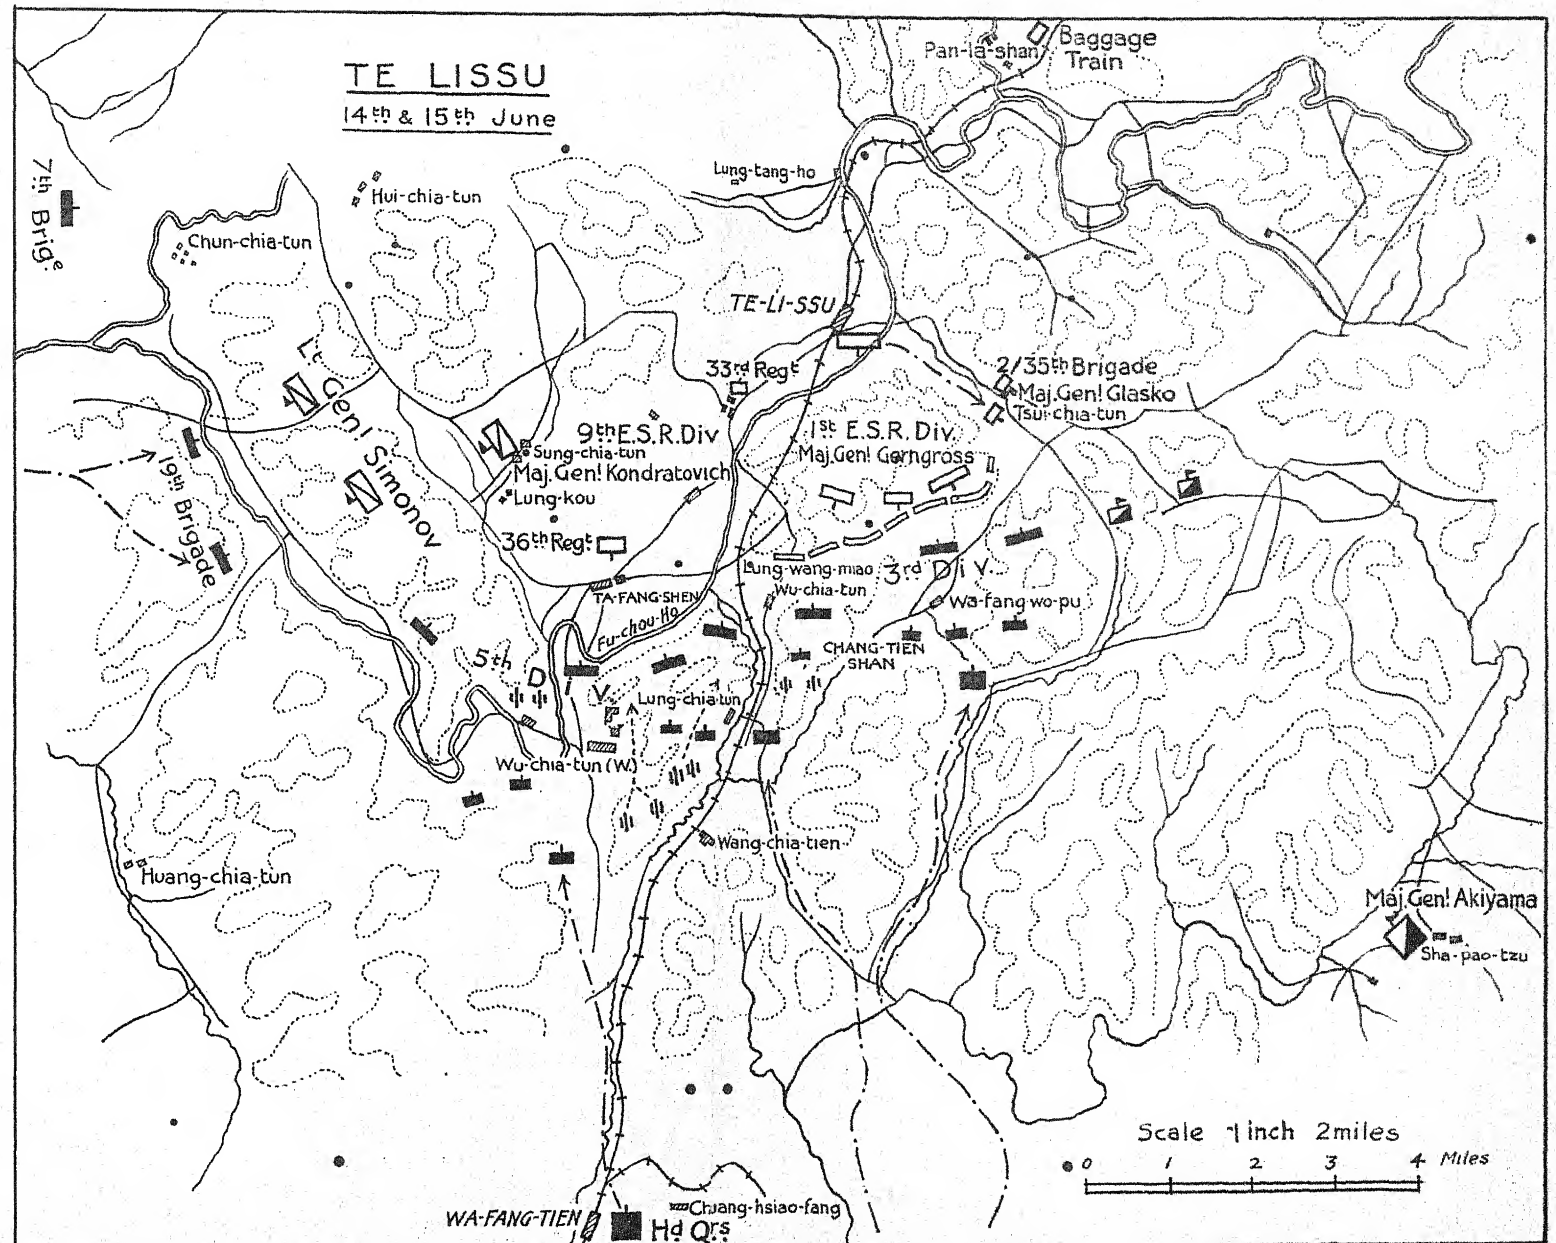 TE LISSU
14th & 15th June
Pan-la-shan
Baggage
Train
7th Brig.e
Hui-chia-tun
Lung-tang-ho
Chun-chia-tun
TE-LI-SSU
Lt Genl Simonov
33rd Regt
2/35th Brigade
Maj.Genl Glasko
Tsui-chia-tun
9th E.S.R.Div
Sung-chia-tun
Maj.Genl Kondratovich
Lung-kou
1st E.S.R. Div.
Maj.Genl Gerngross
19th Brigade
36th Regt
Lung-wang-miao
3rd Div.
Wu-chia-tun
TA-FANG-SHEN
Fu-chou-Ho
Wa-fang-wo-pu
CHANG-TIEN
SHAN
5th Div.
Lung-chia-tun
Wu-chia-tun (W.)
Wang-chia-tien
Huang-chia-tun
Maj.Genl Akiyama
Sha-pao-tzu
Scale 1 inch 2 miles
0 1 2 3 4 Miles
Chuang-hsiao-fang
WA-FANG-TIEN
Hd Qrs